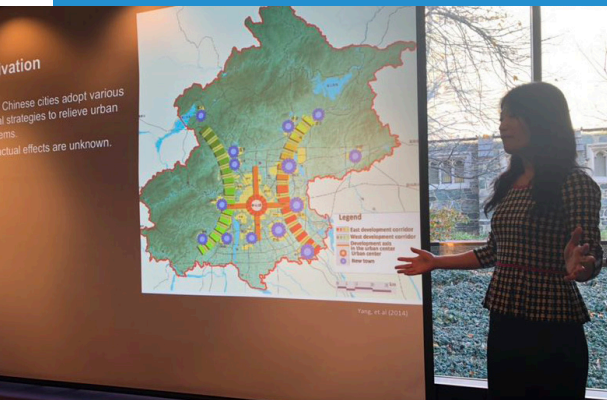 vation
Chinese cities adopt various
al strategies to relieve urban
ems.
ctual effects are unknown.
Legend
East development corridor
West development corridor
Development axis
in the urban center
Urban center
New town
Yang, et al (2014)